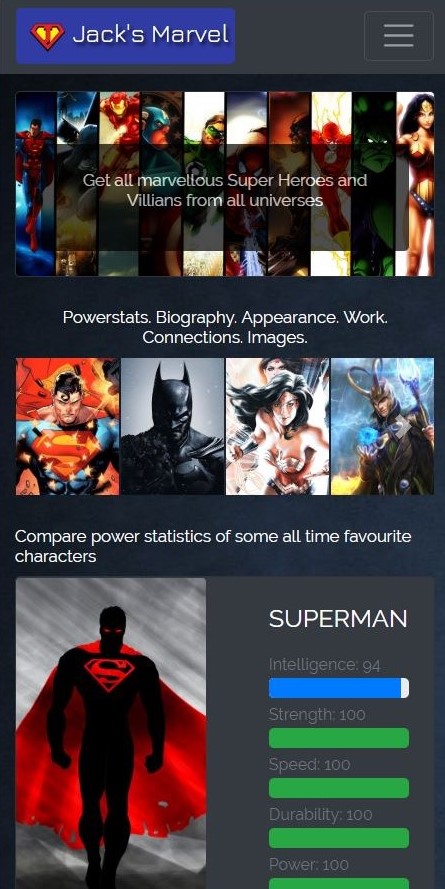 Jack's Marvel
Get all marvellous Super Heroes and
Villians from all universes
Powerstats. Biography. Appearance. Work.
Connections. Images.
Compare power statistics of some all time favourite
characters
SUPERMAN
Intelligence: 94
Strength: 100
Speed: 100
Durability: 100
Power: 100